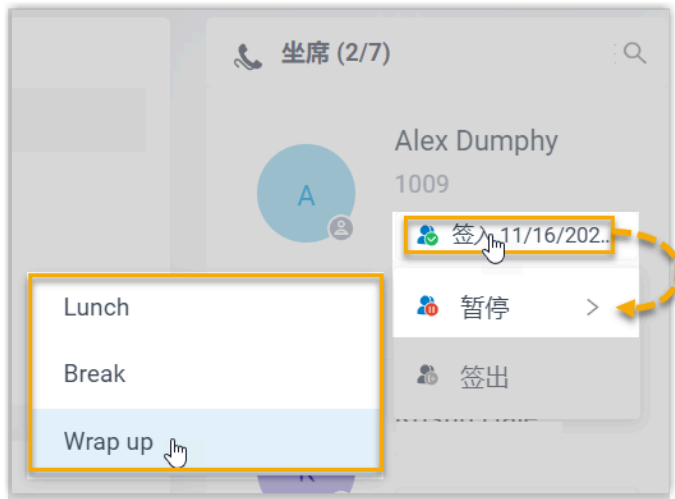 坐席 (2/7)
Alex Dumphy
A
1009
签入 11/16/202..
Lunch
暂停
Break
签出
Wrap up